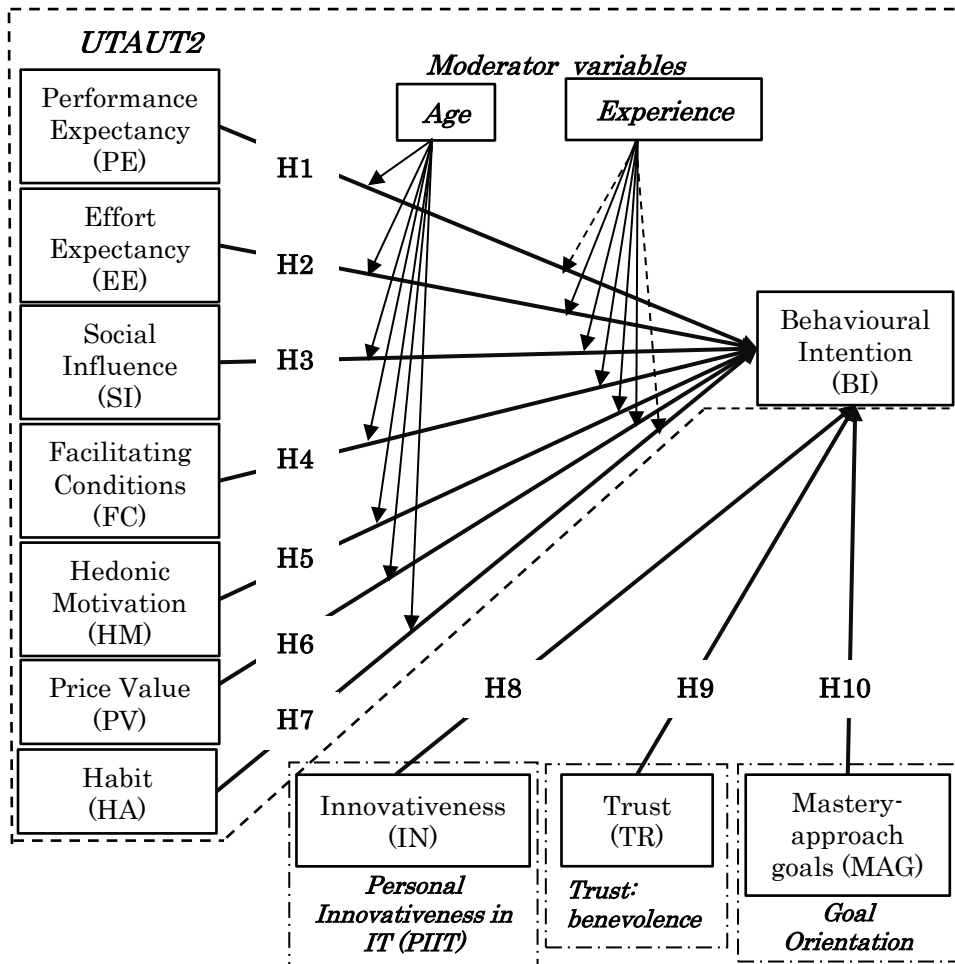 UTAUT2
Moderator variables
Performance
Expectancy
(PE)
Age
Experience
H1
Effort
Expectancy
(EE)
H2
Social
Influence
(SI)
H3
Behavioural
Intention
(BI)
Facilitating
Conditions
(FC)
H4
Hedonic
Motivation
(HM)
H5
H6
Price Value
(PV)
H7
H8
H9
H10
Habit
(HA)
Innovativeness
(IN)
Personal
Innovativeness in
IT (PIIT)
Trust
(TR)
Trust:
benevolence
Mastery-
approach
goals (MAG)
Goal
Orientation